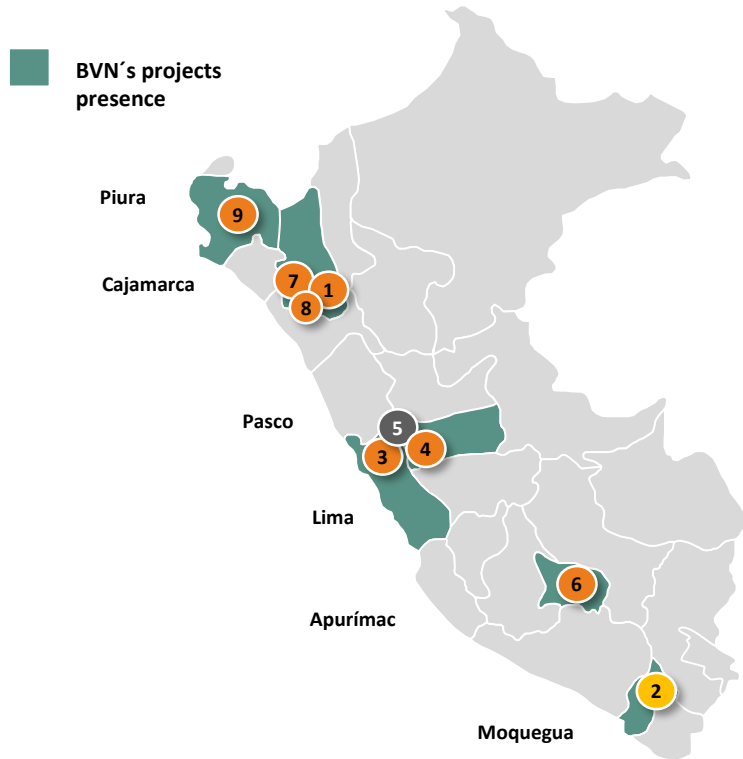 BVN´s projects
presence
Piura
9
Cajamarca
7
1
8
Pasco
5
3
4
Lima
6
Apurímac
2
Moquegua